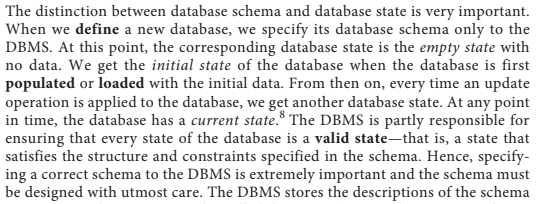 The distinction between database schema and database state is very important.
When we define a new database, we specify its database schema only to the
DBMS. At this point, the corresponding database state is the empty state with
no data. We get the initial state of the database when the database is first
populated or loaded with the initial data. From then on, every time an update
operation is applied to the database, we get another database state. At any point
in time, the database has a current state.8 The DBMS is partly responsible for
ensuring that every state of the database is a valid state—that is, a state that
satisfies the structure and constraints specified in the schema. Hence, specify-
ing a correct schema to the DBMS is extremely important and the schema must
be designed with utmost care. The DBMS stores the descriptions of the schema